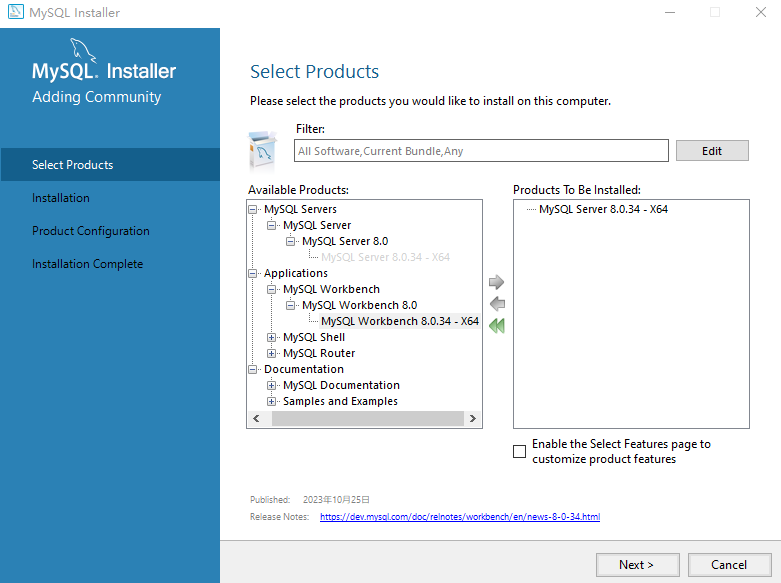 MySQL Installer
MySQL. Installer
Adding Community
Select Products
Installation
Product Configuration
Installation Complete
Select Products
Please select the products you would like to install on this computer.
Filter:
All Software,Current Bundle,Any
Edit
Available Products:
MySQL Servers
MySQL Server
MySQL Server 8.0
MySQL Server 8.0.34 - X64
Applications
MySQL Workbench
MySQL Workbench 8.0
MySQL Workbench 8.0.34 - X64
MySQL Shell
MySQL Router
Documentation
MySQL Documentation
Samples and Examples
Products To Be Installed:
MySQL Server 8.0.34 - X64
Enable the Select Features page to
customize product features
Published: 2023年10月25日
Release Notes: https://dev.mysql.com/doc/relnotes/workbench/en/news-8-0-34.html
Next >
Cancel